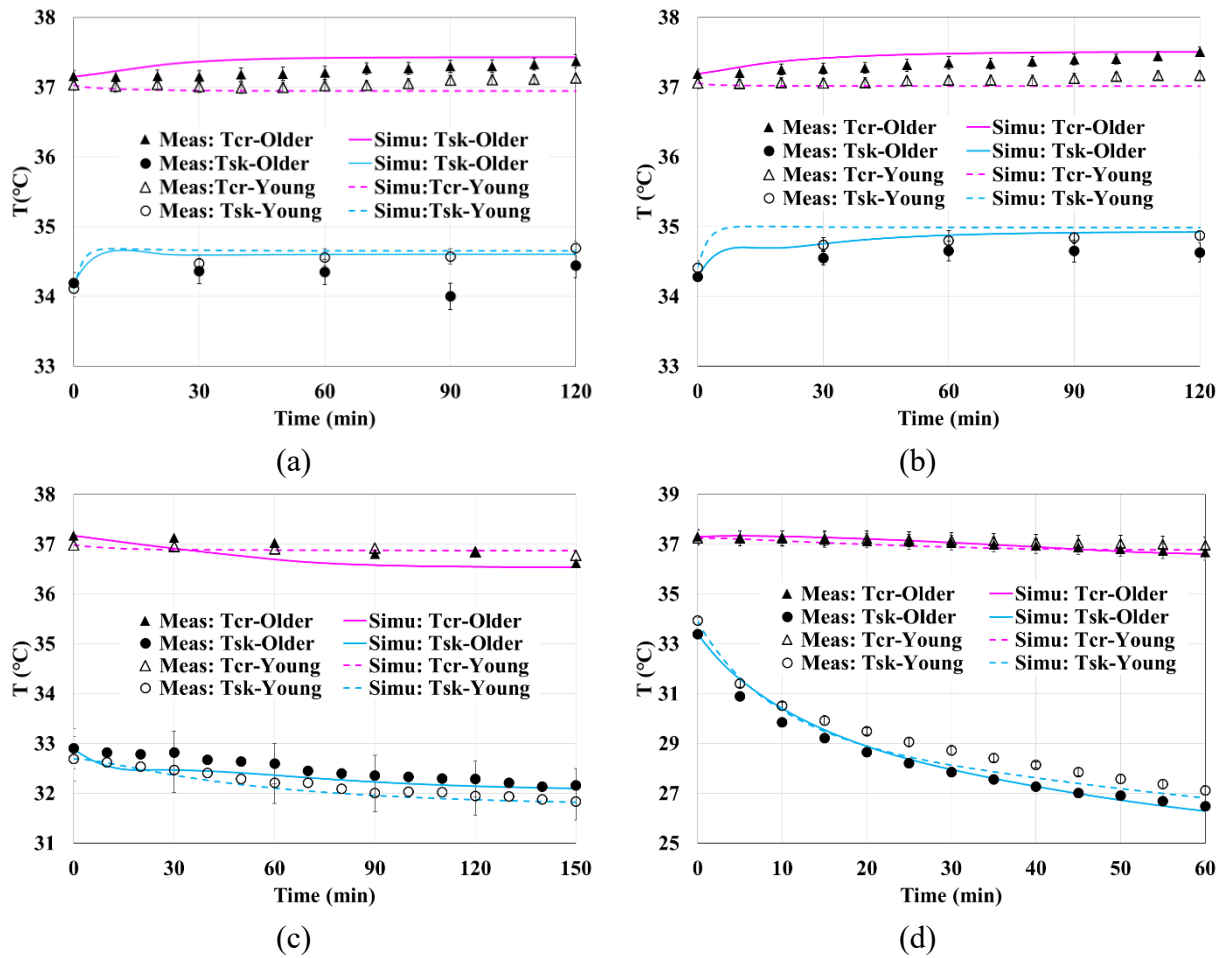 38
37
36
35
34
33
T(°C)
▲ Meas: Tcr-Older
Simu: Tsk-Older
● Meas:Tsk-Older
Simu: Tsk-Older
△ Meas:Tcr-Young
Simu:Tcr-Young
○ Meas: Tsk-Young
Simu:Tsk-Young
0 30 60 90 120
Time (min)
(a)
38
37
36
35
34
33
T (°C)
▲ Meas: Tcr-Older
Simu: Tcr-Older
● Meas: Tsk-Older
Simu: Tsk-Older
△ Meas: Tcr-Young
Simu: Tcr-Young
○ Meas: Tsk-Young
Simu: Tsk-Young
0 30 60 90 120
Time (min)
(b)
38
37
36
35
34
33
32
31
T (°C)
▲ Meas: Tcr-Older
Simu: Tcr-Older
● Meas: Tsk-Older
Simu: Tsk-Older
△ Meas: Tcr-Young
Simu: Tcr-Young
○ Meas: Tsk-Young
Simu: Tsk-Young
0 30 60 90 120 150
Time (min)
(c)
39
37
35
33
31
29
27
25
T (°C)
▲ Meas: Tcr-Older
Simu: Tcr-Older
● Meas: Tsk-Older
Simu: Tsk-Older
△ Meas: Tcr-Young
Simu: Tcr-Young
○ Meas: Tsk-Young
Simu: Tsk-Young
0 10 20 30 40 50 60
Time (min)
(d)